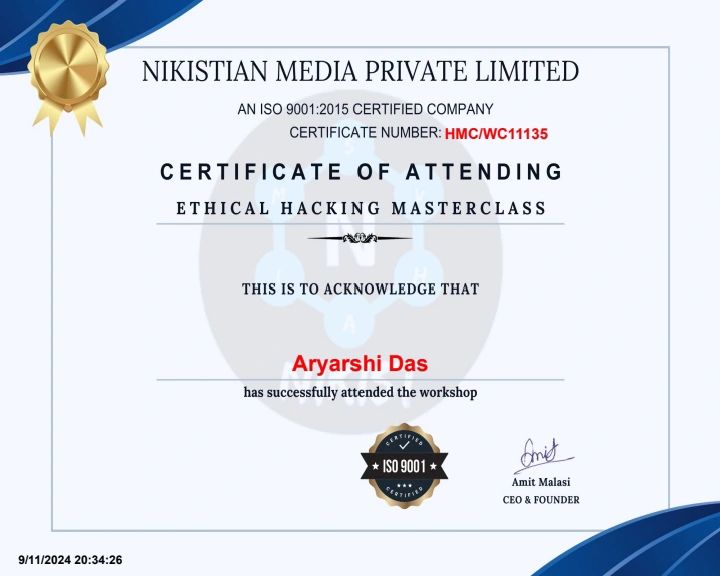 NIKISTIAN MEDIA PRIVATE LIMITED
AN ISO 9001:2015 CERTIFIED COMPANY
CERTIFICATE NUMBER: HMC/WC11135
CERTIFICATE OF ATTENDING
ETHICAL HACKING MASTERCLASS
N
THIS IS TO ACKNOWLEDGE THAT
Aryarshi Das
has successfully attended the workshop
CERTIFIED
ISO 9001
CERTIFIED
Amit
Amit Malasi
CEO & FOUNDER
9/11/2024 20:34:26